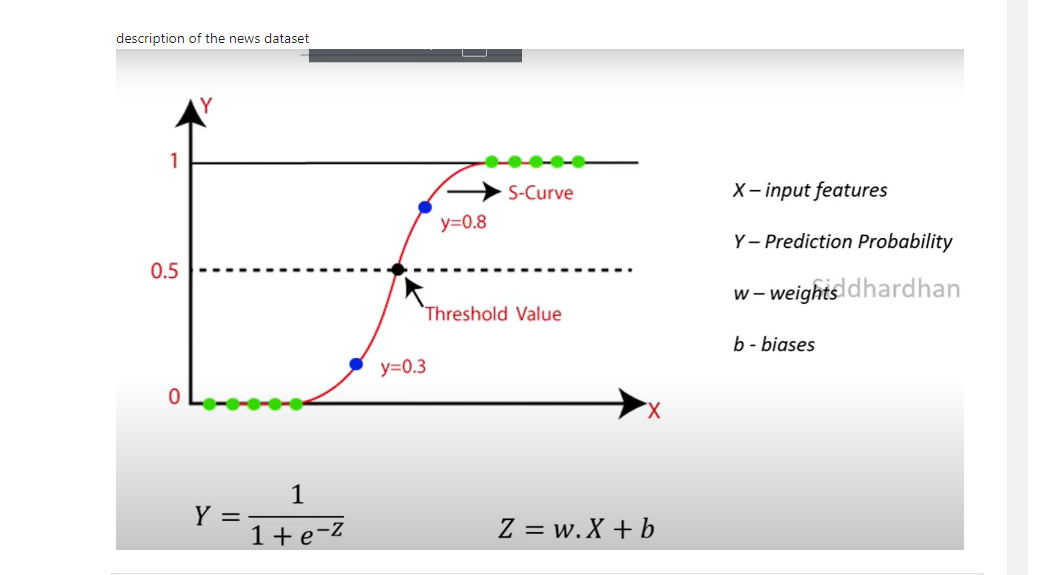 description of the news dataset
Y
1
S-Curve
y=0.8
0.5
Threshold Value
y=0.3
0
X
X – input features
Y – Prediction Probability
w – weights
Siddhardhan
b - biases
Y = 1 / 1 + e^−Z
Z = w. X + b